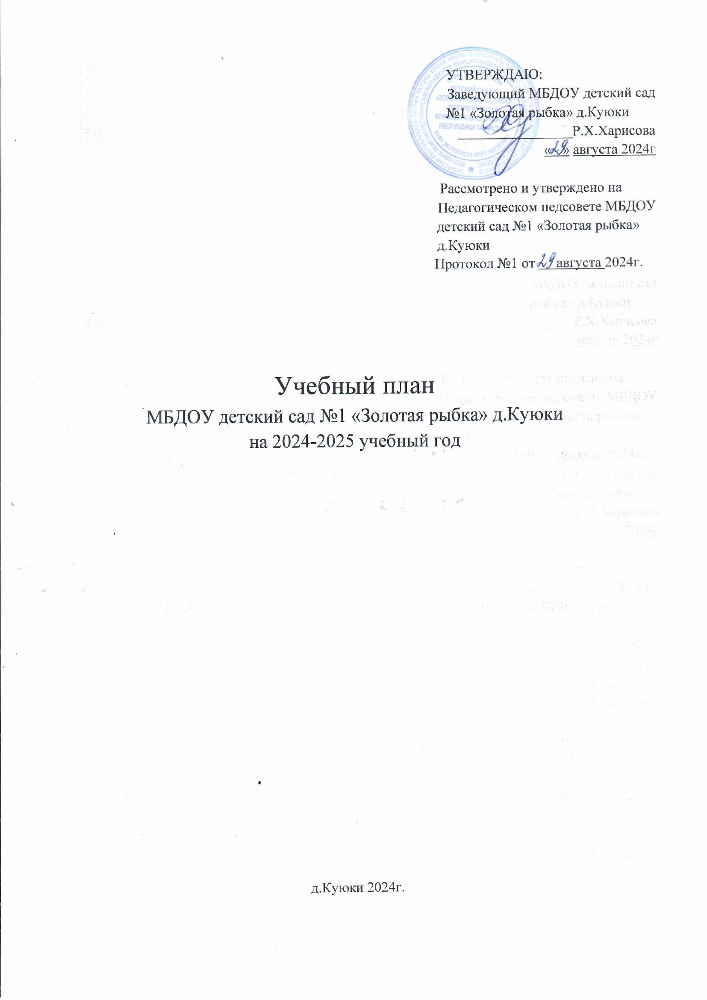 УТВЕРЖДАЮ:
Заведующий МБДОУ детский сад
№1 «Золотая рыбка» д.Куюки
________________Р.Х.Харисова
«29» августа 2024г
Рассмотрено и утверждено на
Педагогическом педсовете МБДОУ
детский сад №1 «Золотая рыбка»
д.Куюки
Протокол №1 от 29 августа 2024г.
Учебный план
МБДОУ детский сад №1 «Золотая рыбка» д.Куюки
на 2024-2025 учебный год
д.Куюки 2024г.